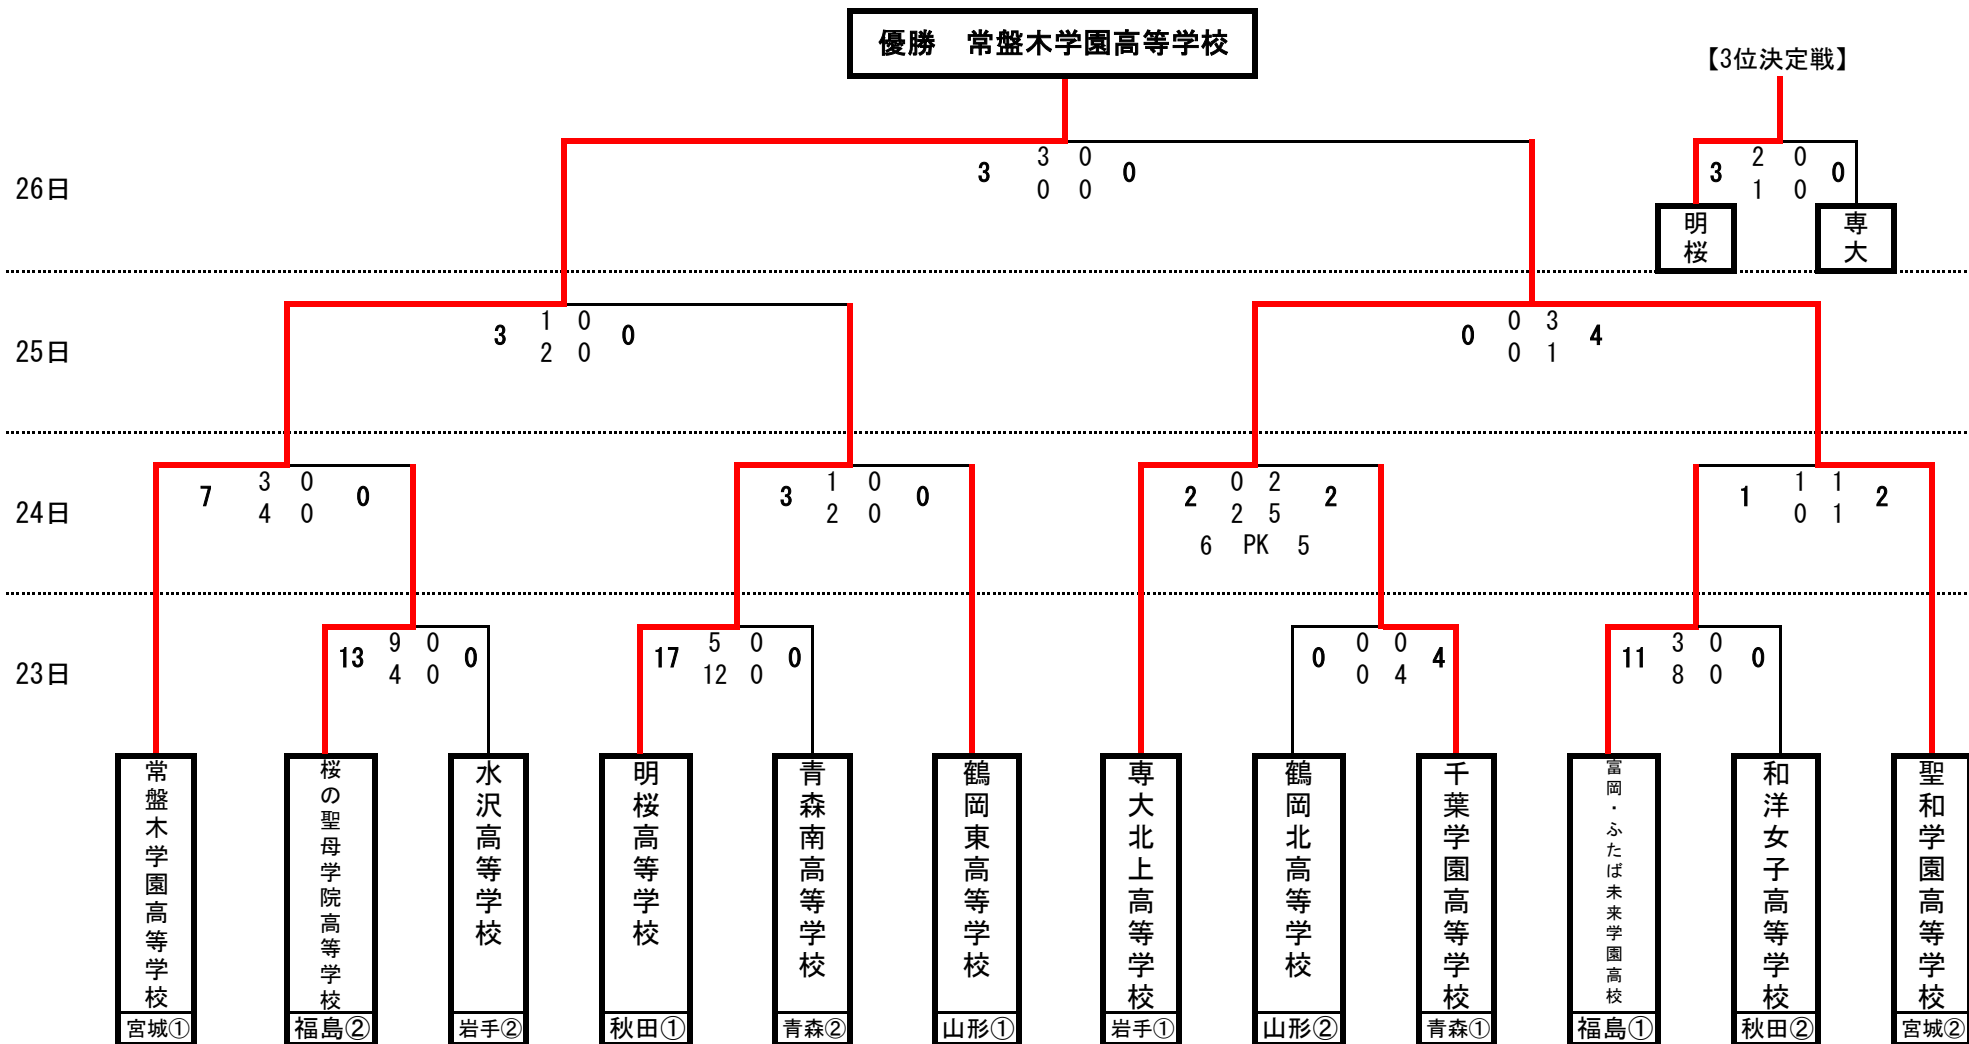 優勝　常盤木学園高等学校
【3位決定戦】
26日
3 3 0 0
0 0
3 2 0 0
1 0
明桜
専大
25日
3 1 0 0
2 0
0 0 3 4
0 1
24日
7 3 0 0
4 0
3 1 0 0
2 0
2 0 2 2
2 5
6 PK 5
1 1 1 2
0 1
23日
13 9 0 0
4 0
17 5 0 0
12 0
0 0 0 4
0 4
11 3 0 0
8 0
常盤木学園高等学校
宮城①
桜の聖母学院高等学校
福島②
水沢高等学校
岩手②
明桜高等学校
秋田①
青森南高等学校
青森②
鶴岡東高等学校
山形①
専大北上高等学校
岩手①
鶴岡北高等学校
山形②
千葉学園高等学校
青森①
富岡・ふたば未来学園高校
福島①
和洋女子高等学校
秋田②
聖和学園高等学校
宮城②